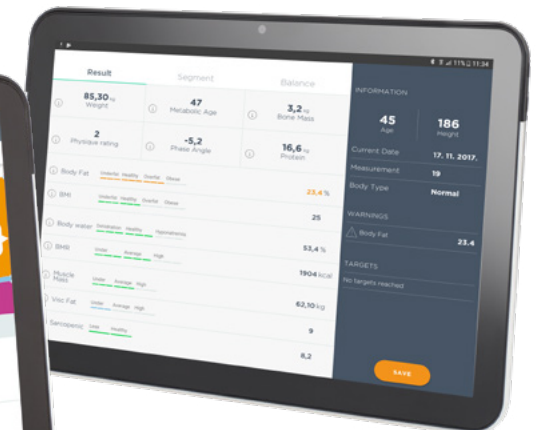 11% 11:34
Result Segment Balance
85,30 kg
Weight
47
Metabolic Age
3,2 kg
Bone Mass
2
Physique rating
-5,2
Phase Angle
16,6 kg
Protein
Body Fat Underfat Healthy Overfat Obese 23,4 %
BMI Underfat Healthy Overfat Obese 25
Body water Dehydration Healthy Hyperhydremia 53,4 %
BMR Under Average High 1904 kcal
Muscle
Mass Under Average High 62,10 kg
Visc Fat Under Average High 9
Sarcopenic Low Healthy 8,2
INFORMATION
45
Age
186
Height
Current Date 17. 11. 2017.
Measurement 19
Body Type Normal
WARNINGS
Body Fat 23.4
TARGETS
No targets reached
SAVE